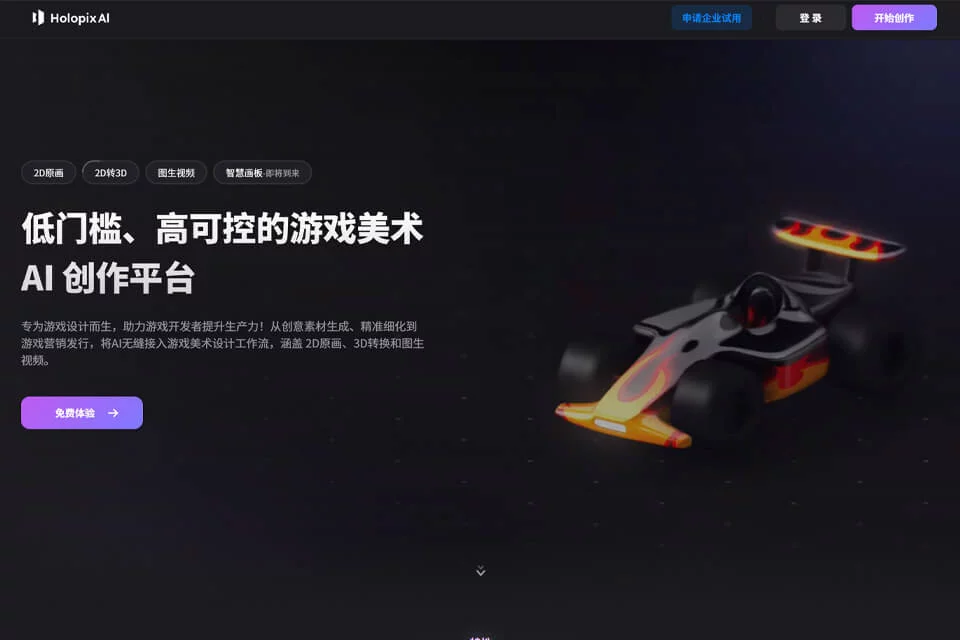 Holopix AI
申请企业试用
登 录
开始创作
2D原画
2D转3D
图生视频
智慧画板·即将到来
低门槛、高可控的游戏美术
AI 创作平台
专为游戏设计而生，助力游戏开发者提升生产力！从创意素材生成、精准细化到
游戏营销发行，将AI无缝接入游戏美术设计工作流，涵盖 2D原画、3D转换和图生
视频。
免费体验